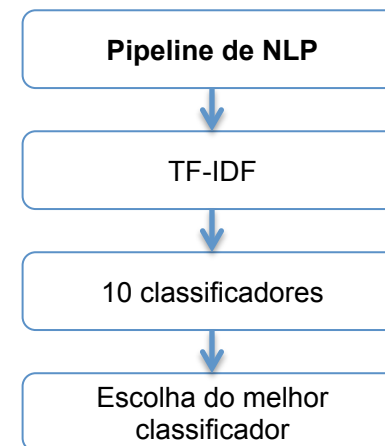 Pipeline de NLP
TF-IDF
10 classificadores
Escolha do melhor
classificador